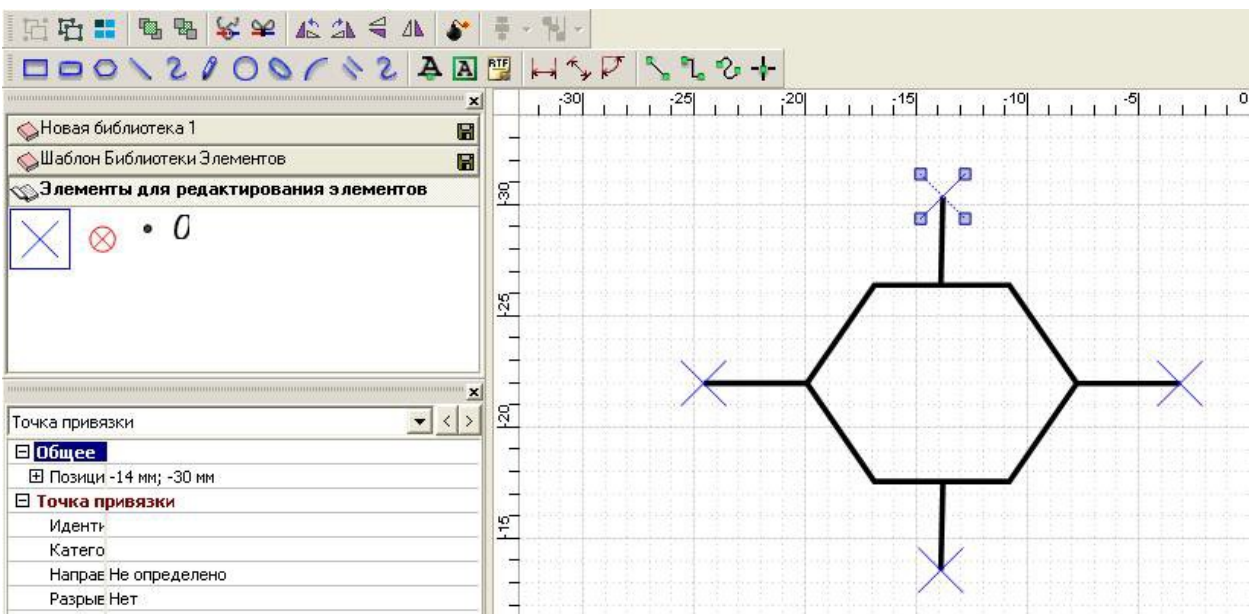 A A RTF
-30 -25 -20 -15 -10 -5 0
Новая библиотека 1
Шаблон Библиотеки Элементов
Элементы для редактирования элементов
0
-30
-25
-20
-15
Точка привязки
Общее
Позици -14 мм; -30 мм
Точка привязки
Иденти
Катего
Направ Не определено
Разрыв Нет